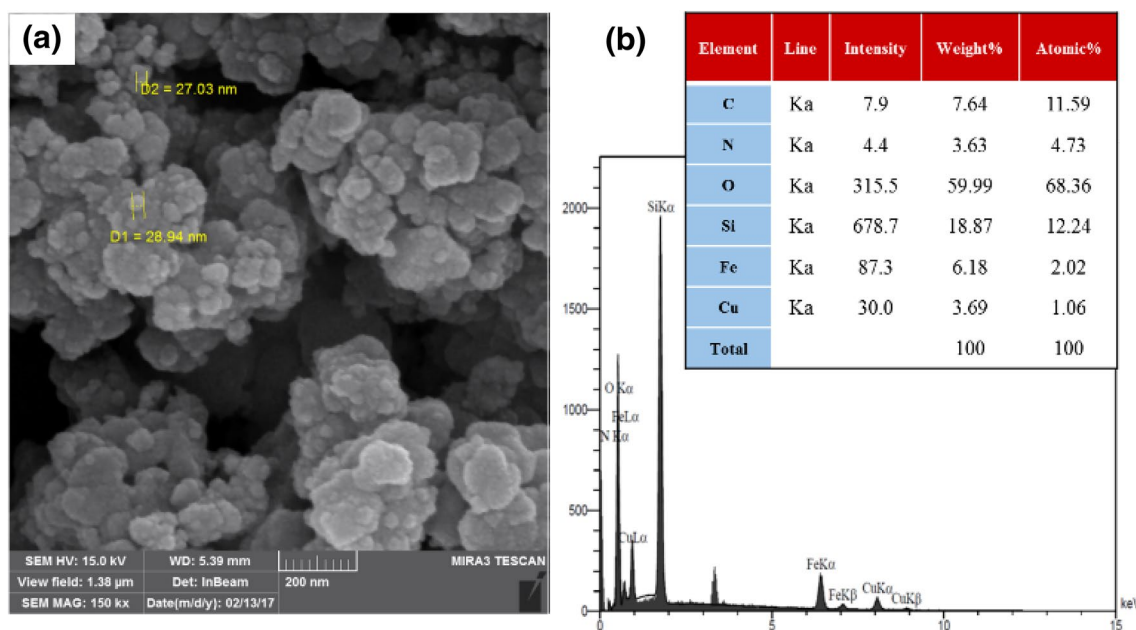 (a)
D2 = 27.03 nm
D1 = 28.94 nm
SEM HV: 15.0 kV WD: 5.39 mm MIRA3 TESCAN
View field: 1.38 µm Det: InBeam 200 nm
SEM MAG: 150 kx Date(m/d/y): 02/13/17
(b)
Element Line Intensity Weight% Atomic%
C Ka 7.9 7.64 11.59
N Ka 4.4 3.63 4.73
O Ka 315.5 59.99 68.36
Si Ka 678.7 18.87 12.24
Fe Ka 87.3 6.18 2.02
Cu Ka 30.0 3.69 1.06
Total 100 100
2000
1500
1000
500
0
SiKα
O Kα
FeLα
N Kα
CuLα
FeKα
FeKβ
CuKα
CuKβ
0 5 10 15
keV